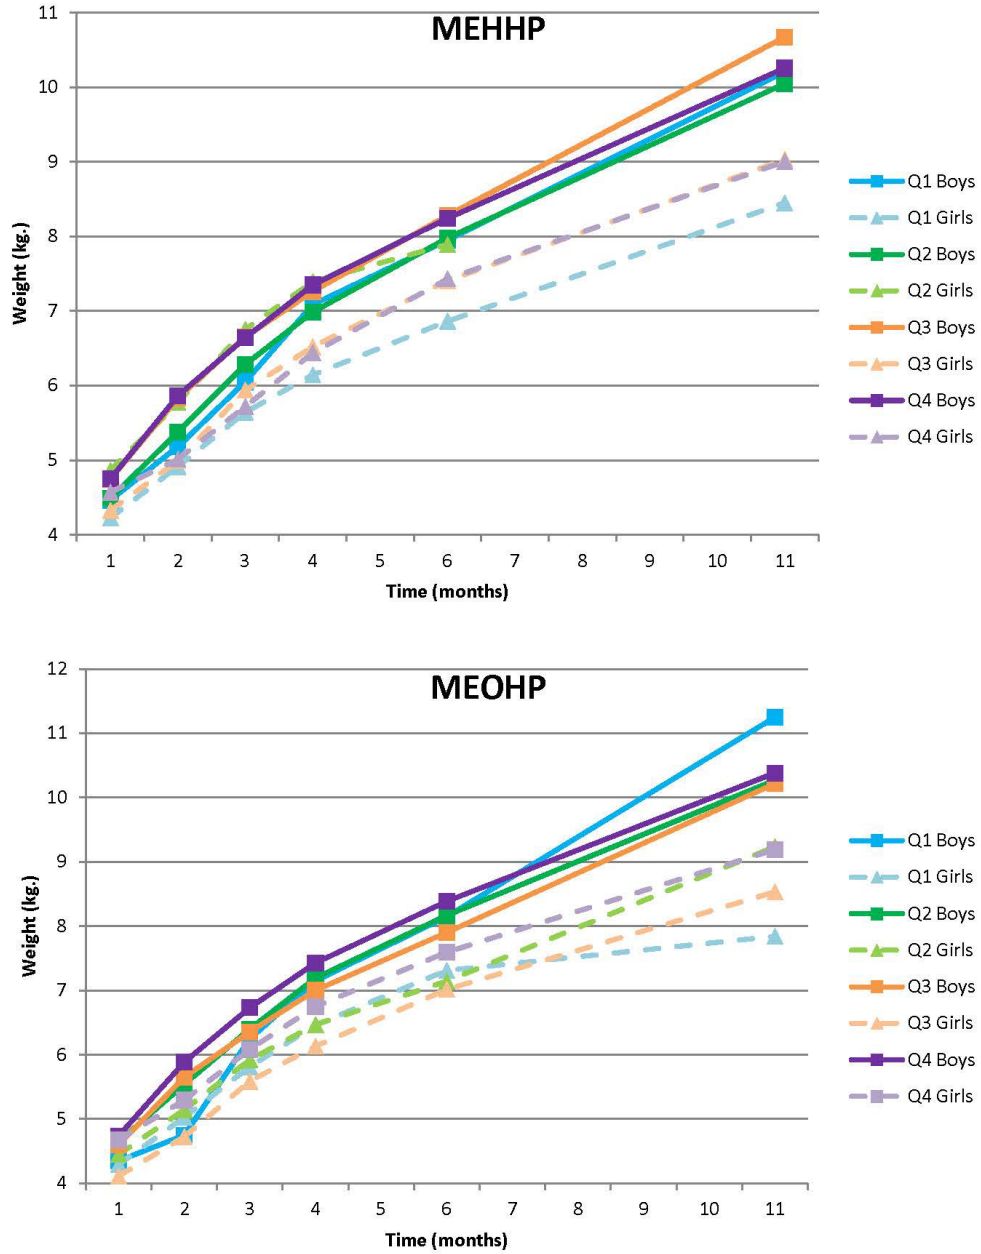 MEHHP
11
10
9
8
7
6
5
4
Weight (kg.)
1 2 3 4 5 6 7 8 9 10 11
Time (months)
Q1 Boys
Q1 Girls
Q2 Boys
Q2 Girls
Q3 Boys
Q3 Girls
Q4 Boys
Q4 Girls
MEOHP
12
11
10
9
8
7
6
5
4
Weight (kg.)
1 2 3 4 5 6 7 8 9 10 11
Time (months)
Q1 Boys
Q1 Girls
Q2 Boys
Q2 Girls
Q3 Boys
Q3 Girls
Q4 Boys
Q4 Girls